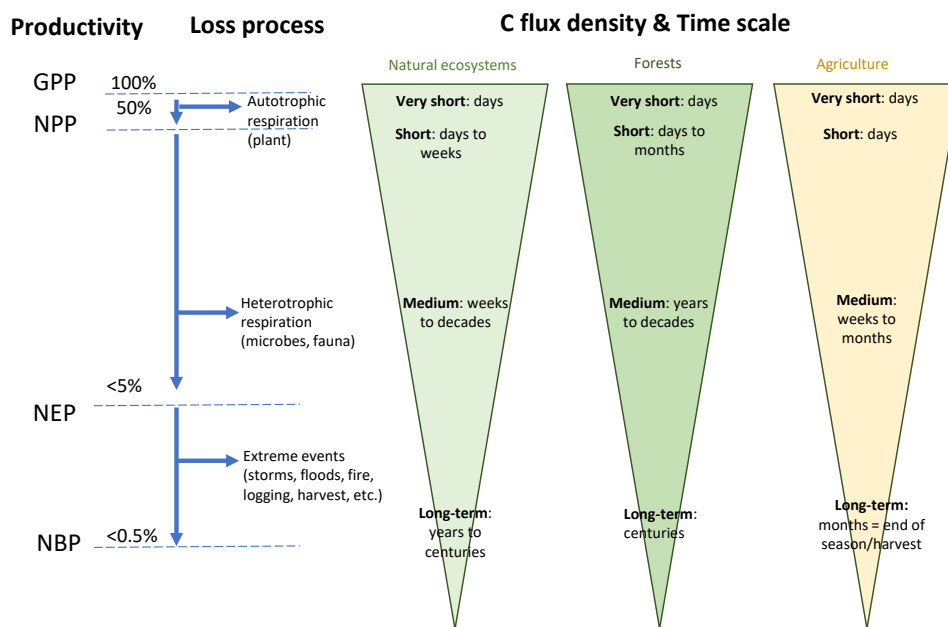 Productivity
Loss process
C flux density & Time scale
Natural ecosystems
Forests
Agriculture
GPP
100%
50%
NPP
Autotrophic
respiration
(plant)
Very short: days
Short: days to
weeks
Very short: days
Short: days to
months
Very short: days
Short: days
Heterotrophic
respiration
(microbes, fauna)
Medium: weeks
to decades
Medium: years
to decades
Medium:
weeks to
months
<5%
NEP
Extreme events
(storms, floods, fire,
logging, harvest, etc.)
Long-term:
years to
centuries
Long-term:
centuries
Long-term:
months = end of
season/harvest
<0.5%
NBP